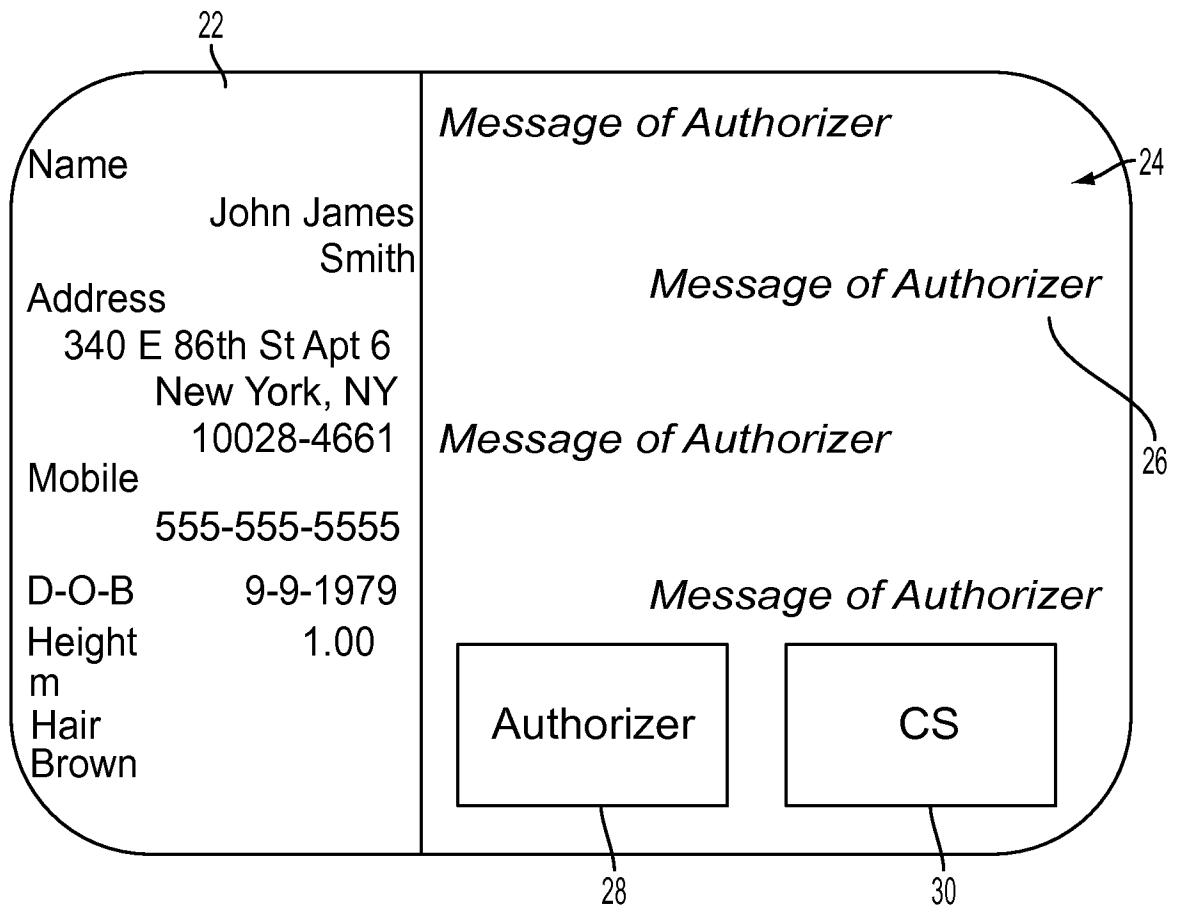 22
Name
John James
Smith
Address
340 E 86th St Apt 6
New York, NY
10028-4661
Mobile
555-555-5555
D-O-B 9-9-1979
Height 1.00
m
Hair
Brown
Message of Authorizer
24
Message of Authorizer
26
Message of Authorizer
Message of Authorizer
Authorizer
CS
28
30